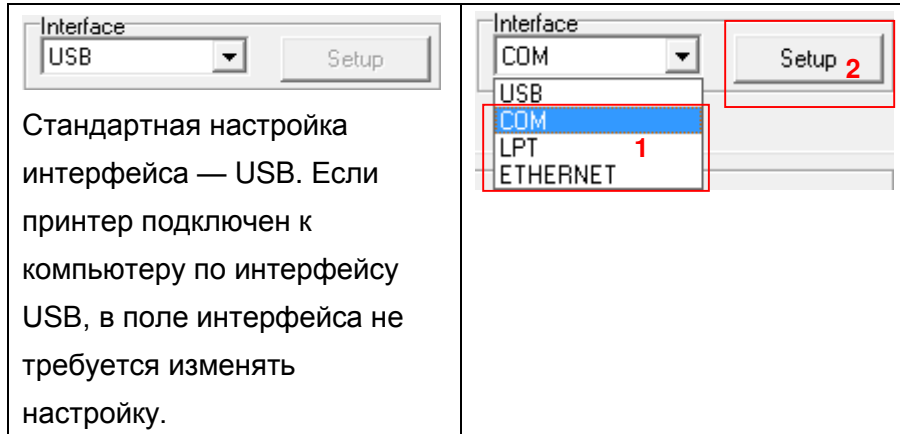 Interface
USB
Setup
Стандартная настройка
интерфейса — USB. Если
принтер подключен к
компьютеру по интерфейсу
USB, в поле интерфейса не
требуется изменять
настройку.
Interface
COM
Setup 2
USB
COM
LPT 1
ETHERNET